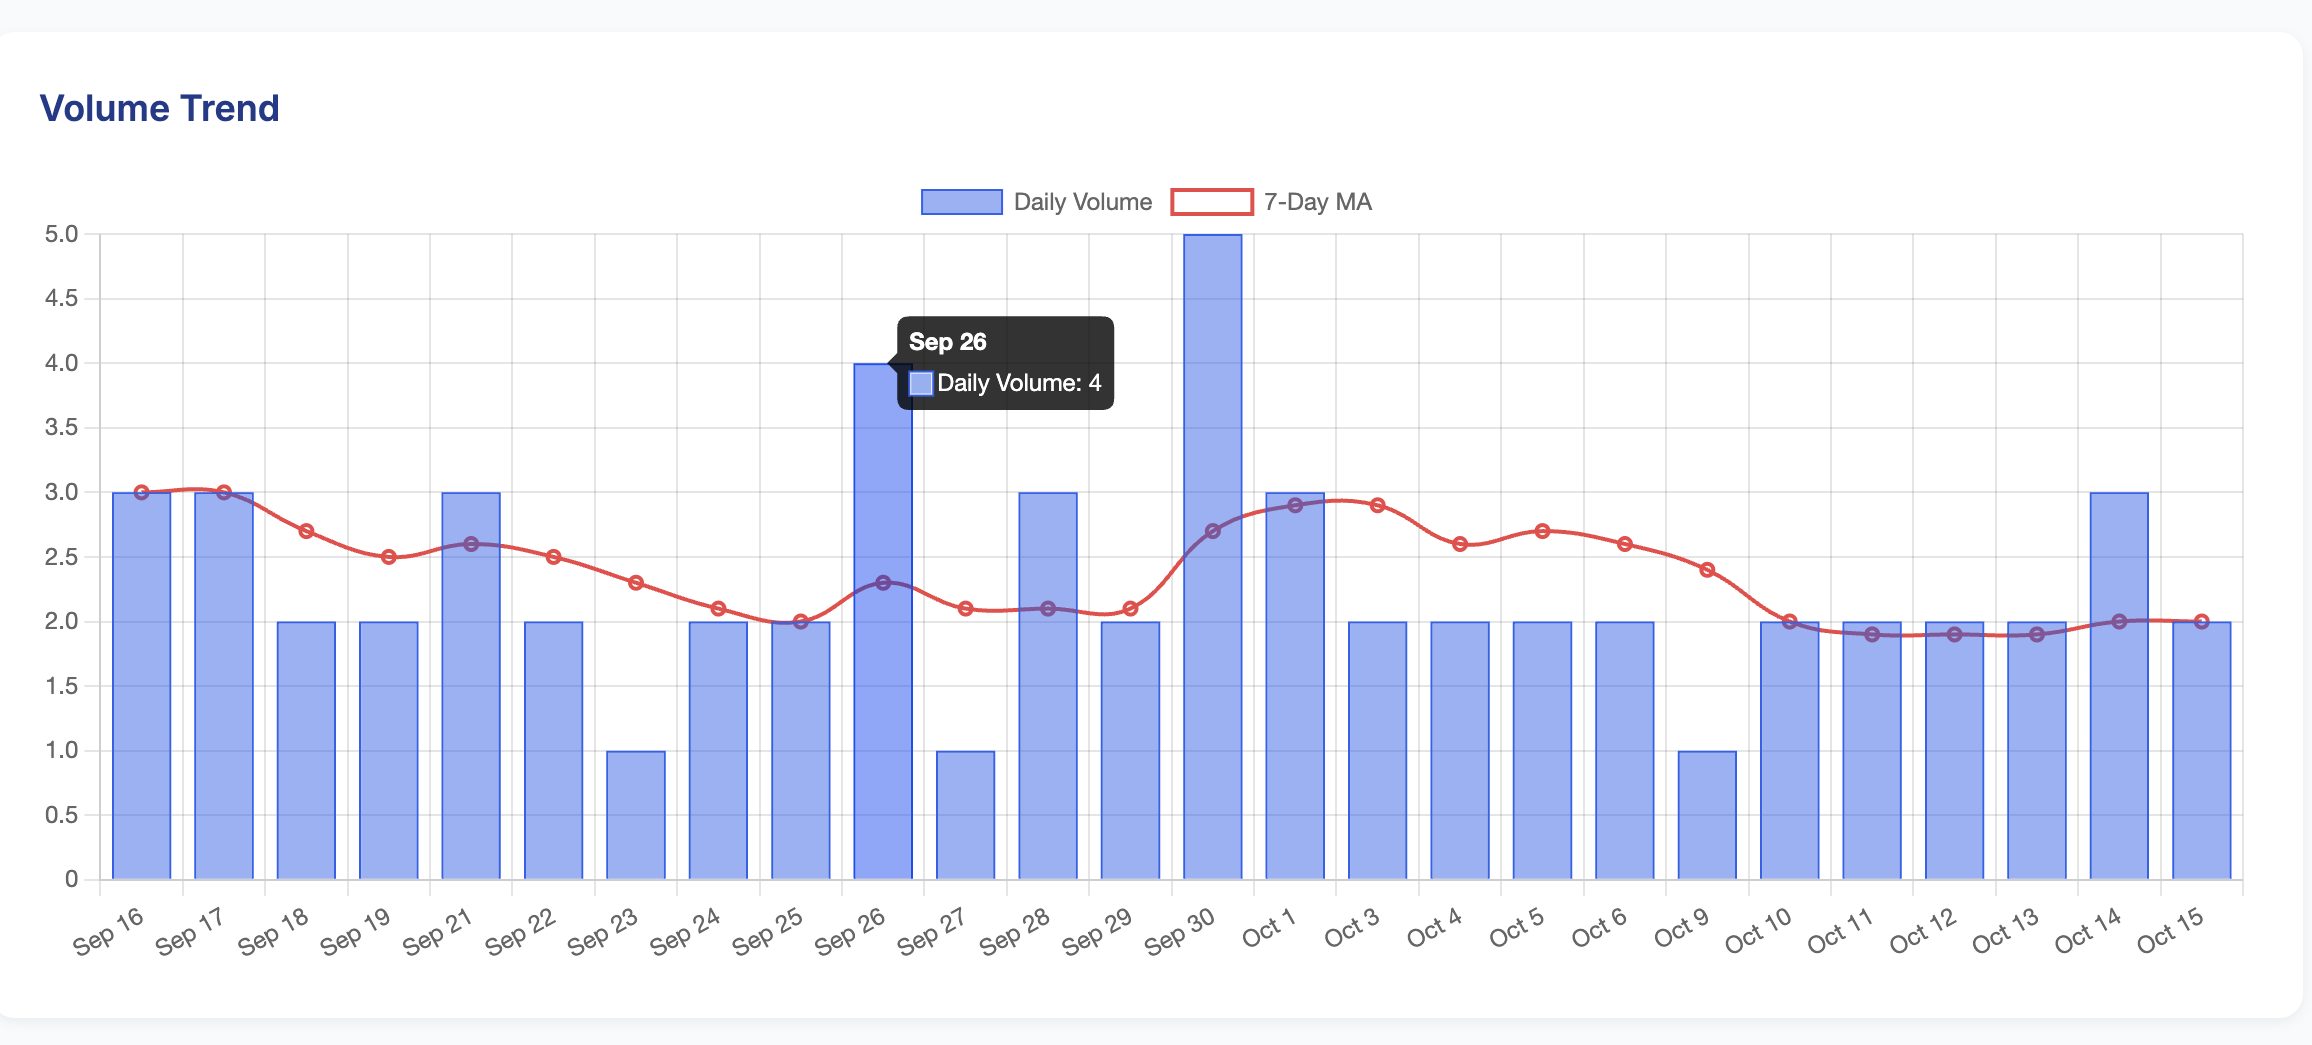 Volume Trend
Daily Volume 7-Day MA
5.0
4.5
4.0
3.5
3.0
2.5
2.0
1.5
1.0
0.5
0
Sep 26
Daily Volume: 4
Sep 16 Sep 17 Sep 18 Sep 19 Sep 21 Sep 22 Sep 23 Sep 24 Sep 25 Sep 26 Sep 27 Sep 28 Sep 29 Sep 30 Oct 1 Oct 3 Oct 4 Oct 5 Oct 6 Oct 9 Oct 10 Oct 11 Oct 12 Oct 13 Oct 14 Oct 15